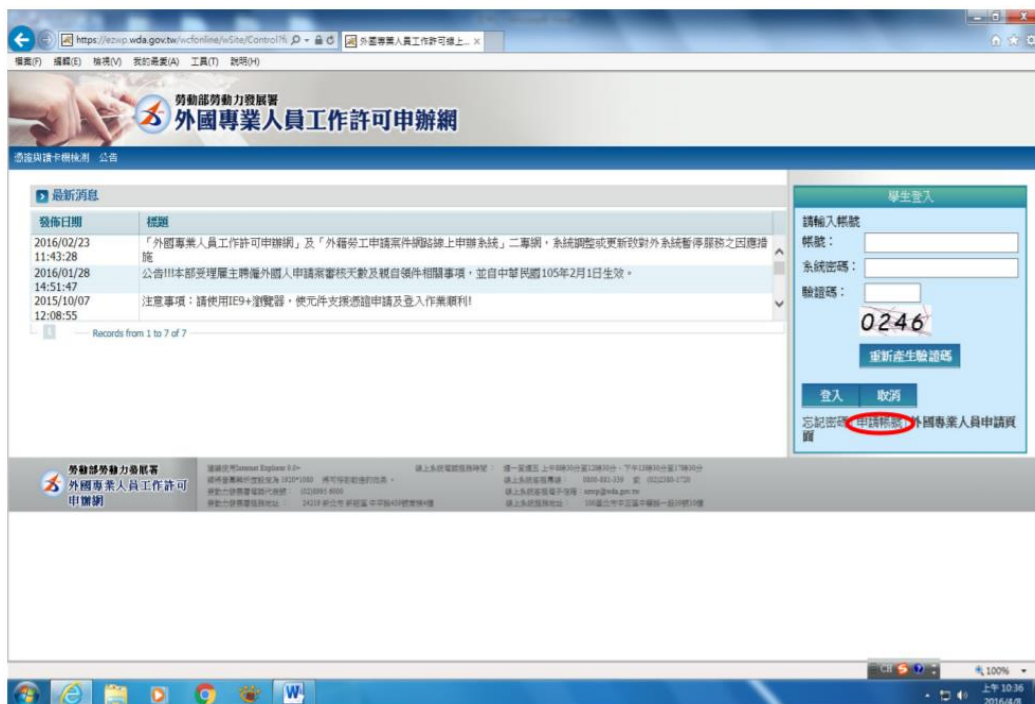 https://ezwp.wda.gov.tw/wcfonline/wSite/Control?fu
外國專業人員工作許可線上...
檔案(F) 編輯(E) 檢視(V) 我的最愛(A) 工具(T) 說明(H)
勞動部勞動力發展署
外國專業人員工作許可申辦網
憑證與讀卡機檢測 公告
最新消息
發佈日期 標題
2016/02/23 11:43:28 「外國專業人員工作許可申辦網」及「外籍勞工申請案件網路線上申辦系統」二專網，系統調整或更新致對外系統暫停服務之因應措施
2016/01/28 14:51:47 公告!!!本部受理雇主聘僱外國人申請案審核天數及親自領件相關事項，並自中華民國105年2月1日生效。
2015/10/07 12:08:55 注意事項：請使用IE9+瀏覽器，使元件支援憑證申請及登入作業順利!
1 Records from 1 to 7 of 7
學生登入
請輸入帳號
帳號：
系統密碼：
驗證碼：
0246
重新產生驗證碼
登入 取消
忘記密碼 申請帳號 外國專業人員申請頁
面
勞動部勞動力發展署
外國專業人員工作許可
申辦網
CH
100%
上午 10:36
2016/4/8